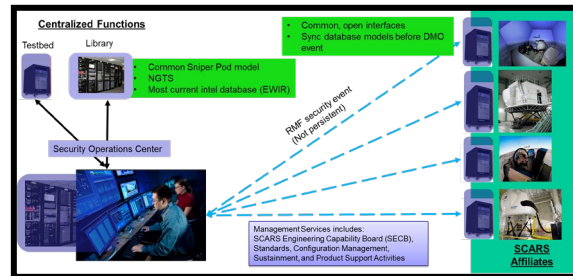 Centralized Functions
Testbed
Library
Common Sniper Pod model
NGTS
Most current intel database (EWIR)
Common, open interfaces
Sync database models before DMO
event
RMF security event
(Not persistent)
Security Operations Center
Management Services includes:
SCARS Engineering Capability Board (SECB),
Standards, Configuration Management,
Sustainment, and Product Support Activities
SCARS
Affiliates